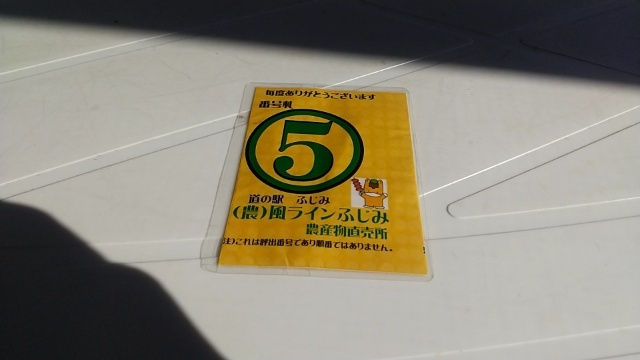 毎度ありがとうございます
番号札
5
道の駅 ふじみ
(農)風ラインふじみ
農産物直売所
注)これは呼出番号であり順番ではありません。